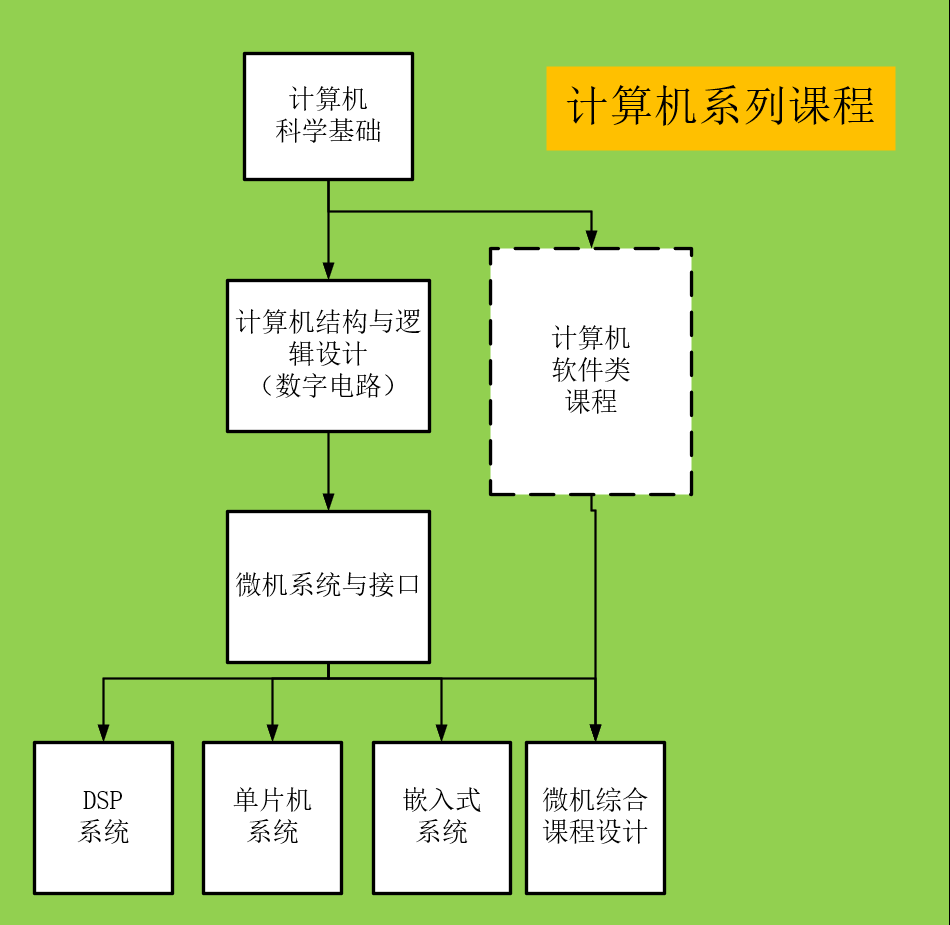 计算机系列课程
计算机
科学基础
计算机结构与逻
辑设计
（数字电路）
计算机
软件类
课程
微机系统与接口
DSP
系统
单片机
系统
嵌入式
系统
微机综合
课程设计